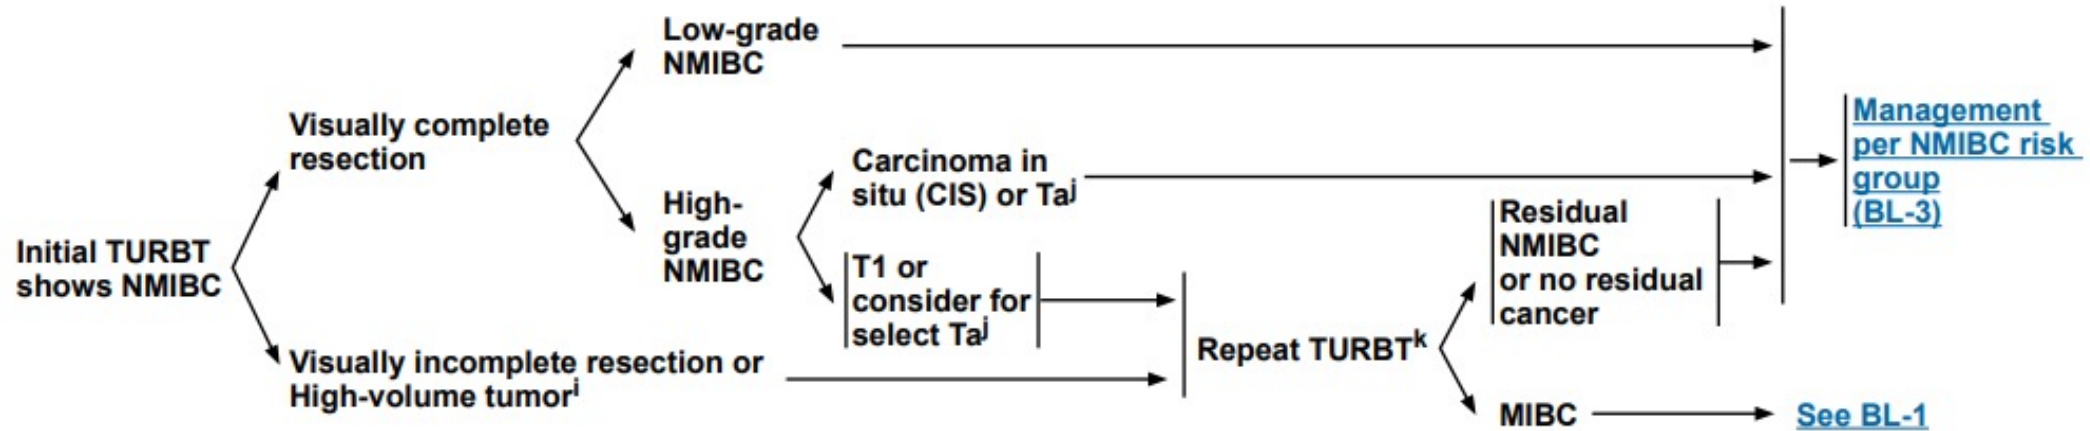 Initial TURBT
shows NMIBC
Visually complete
resection
Low-grade
NMIBC
High-
grade
NMIBC
Carcinoma in
situ (CIS) or Taj
T1 or
consider for
select Taj
Visually incomplete resection or
High-volume tumori
Repeat TURBTk
Residual
NMIBC
or no residual
cancer
MIBC
Management
per NMIBC risk
group
(BL-3)
See BL-1